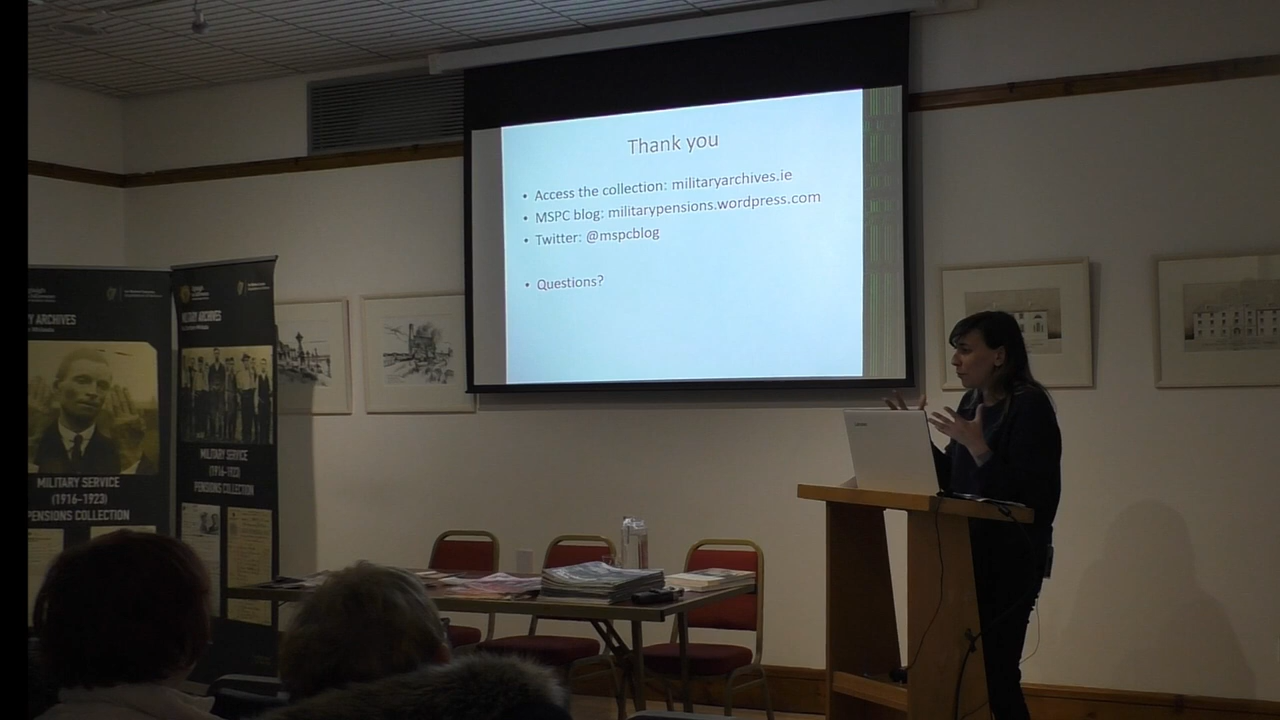 Thank you
• Access the collection: militaryarchives.ie
• MSPC blog: militarypensions.wordpress.com
• Twitter: @mspcblog
• Questions?
Y ARCHIVES
MILITARY SERVICE
(1916-1923)
PENSIONS COLLECTION
MILITARY ARCHIVES
MILITARY SERVICE
(1916-1923)
PENSIONS COLLECTION